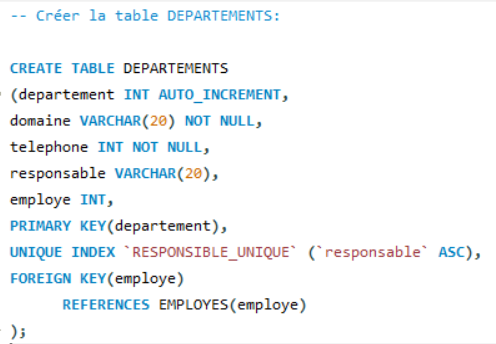 -- Créer la table DEPARTEMENTS:
CREATE TABLE DEPARTEMENTS
(departement INT AUTO_INCREMENT,
domaine VARCHAR(20) NOT NULL,
telephone INT NOT NULL,
responsable VARCHAR(20),
employe INT,
PRIMARY KEY(departement),
UNIQUE INDEX `RESPONSIBLE_UNIQUE` (`responsable` ASC),
FOREIGN KEY(employe)
REFERENCES EMPLOYES(employe)
);